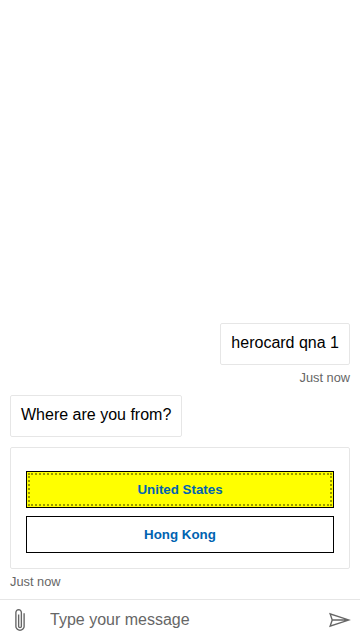 herocard qna 1
Just now
Where are you from?
United States
Hong Kong
Just now
Type your message